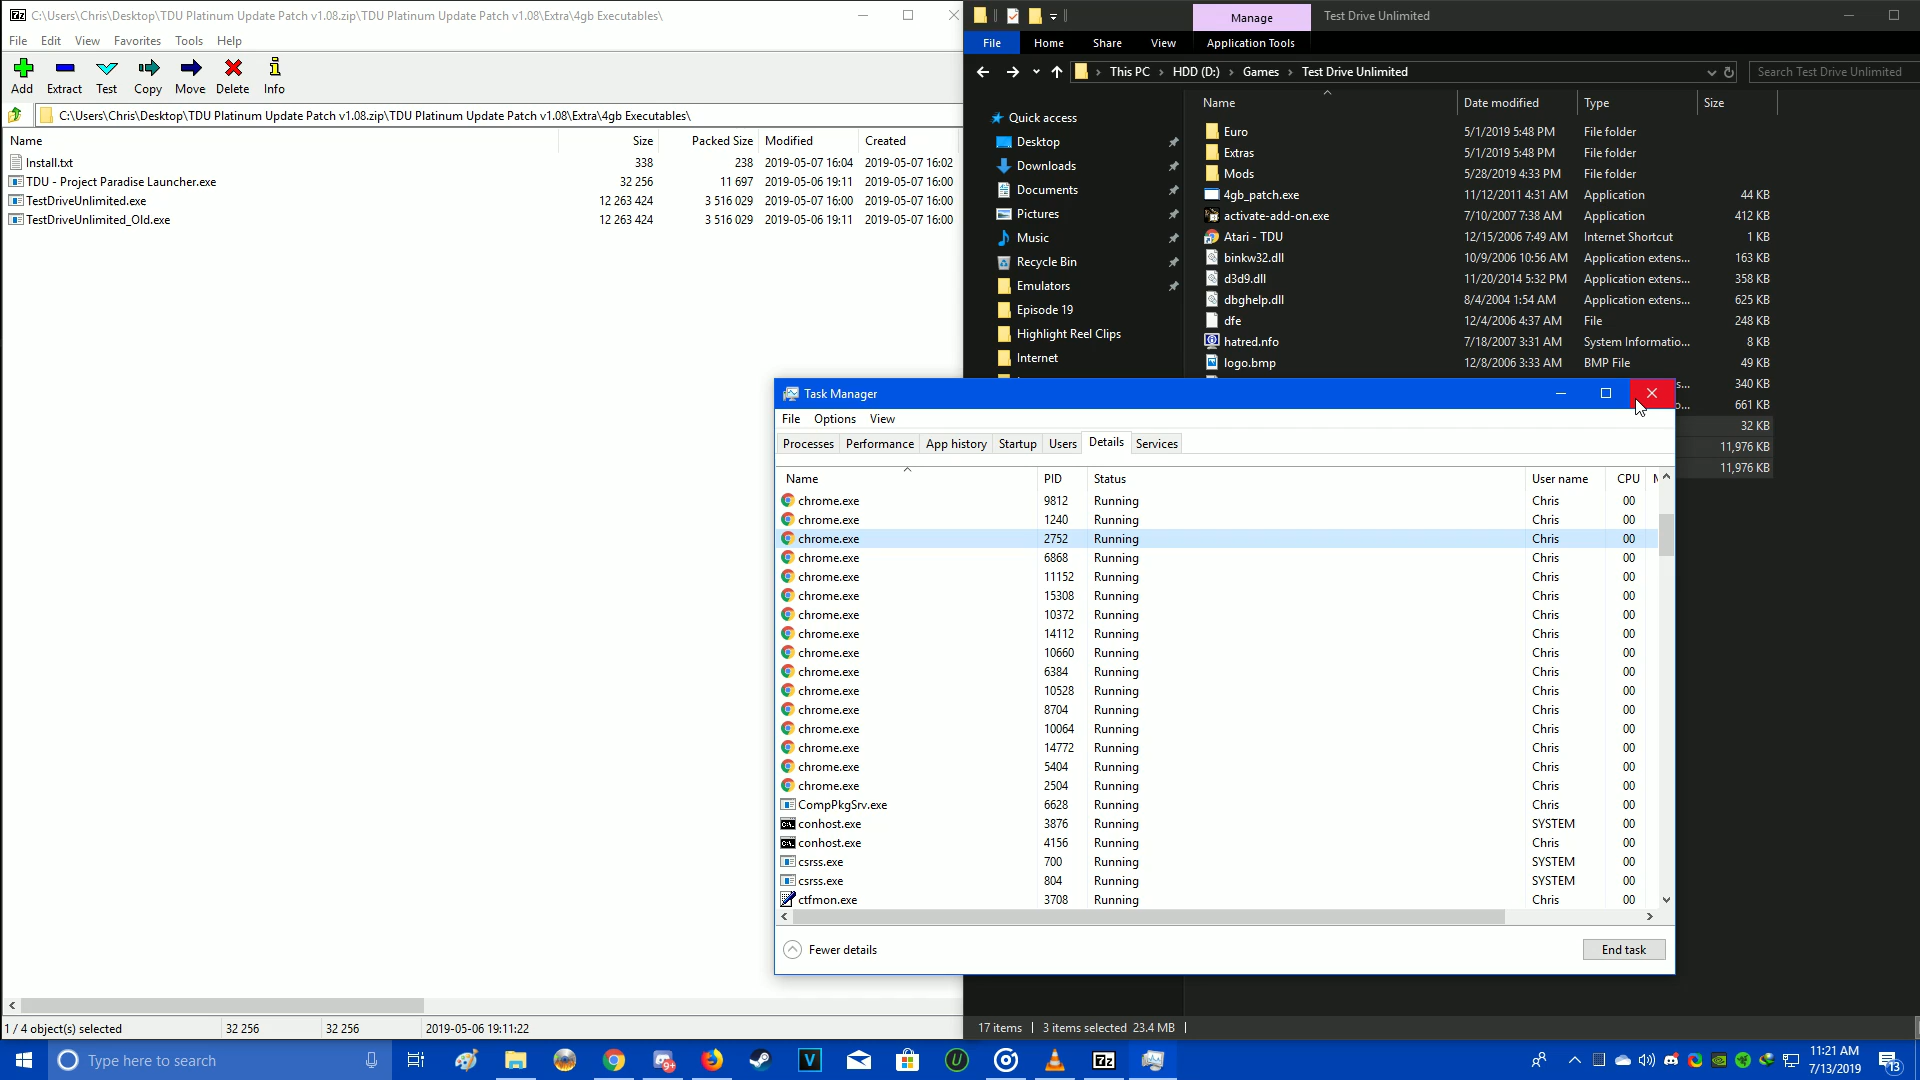 C:\Users\Chris\Desktop\TDU Platinum Update Patch v1.08.zip\TDU Platinum Update Patch v1.08\Extra\4gb Executables\
File Edit View Favorites Tools Help
Add Extract Test Copy Move Delete Info
C:\Users\Chris\Desktop\TDU Platinum Update Patch v1.08.zip\TDU Platinum Update Patch v1.08\Extra\4gb Executables\
Name Size Packed Size Modified Created
Install.txt 338 238 2019-05-07 16:04 2019-05-07 16:02
TDU - Project Paradise Launcher.exe 32 256 11 697 2019-05-06 19:11 2019-05-07 16:00
TestDriveUnlimited.exe 12 263 424 3 516 029 2019-05-07 16:00 2019-05-07 16:00
TestDriveUnlimited_Old.exe 12 263 424 3 516 029 2019-05-06 19:11 2019-05-07 16:00
1 / 4 object(s) selected 32 256 32 256 2019-05-06 19:11:22
Manage Test Drive Unlimited
File Home Share View Application Tools
This PC HDD (D:) Games Test Drive Unlimited
Search Test Drive Unlimited
Quick access
Desktop
Downloads
Documents
Pictures
Music
Recycle Bin
Emulators
Episode 19
Highlight Reel Clips
Internet
Name Date modified Type Size
Euro 5/1/2019 5:48 PM File folder
Extras 5/1/2019 5:48 PM File folder
Mods 5/28/2019 4:33 PM File folder
4gb_patch.exe 11/12/2011 4:31 AM Application 44 KB
activate-add-on.exe 7/10/2007 7:38 AM Application 412 KB
Atari - TDU 12/15/2006 7:49 AM Internet Shortcut 1 KB
binkw32.dll 10/9/2006 10:56 AM Application extens... 163 KB
d3d9.dll 11/20/2014 5:32 PM Application extens... 358 KB
dbghelp.dll 8/4/2004 1:54 AM Application extens... 625 KB
dfe 12/4/2006 4:37 AM File 248 KB
hatred.nfo 7/18/2007 3:31 AM System Informatio... 8 KB
logo.bmp 12/8/2006 3:33 AM BMP File 49 KB
340 KB
661 KB
32 KB
11,976 KB
11,976 KB
17 items 3 items selected 23.4 MB
Task Manager
File Options View
Processes Performance App history Startup Users Details Services
Name PID Status User name CPU
chrome.exe 9812 Running Chris 00
chrome.exe 1240 Running Chris 00
chrome.exe 2752 Running Chris 00
chrome.exe 6868 Running Chris 00
chrome.exe 11152 Running Chris 00
chrome.exe 15308 Running Chris 00
chrome.exe 10372 Running Chris 00
chrome.exe 14112 Running Chris 00
chrome.exe 10660 Running Chris 00
chrome.exe 6384 Running Chris 00
chrome.exe 10528 Running Chris 00
chrome.exe 8704 Running Chris 00
chrome.exe 10064 Running Chris 00
chrome.exe 14772 Running Chris 00
chrome.exe 5404 Running Chris 00
chrome.exe 2504 Running Chris 00
CompPkgSrv.exe 6628 Running Chris 00
conhost.exe 3876 Running SYSTEM 00
conhost.exe 4156 Running Chris 00
csrss.exe 700 Running SYSTEM 00
csrss.exe 804 Running SYSTEM 00
ctfmon.exe 3708 Running Chris 00
Fewer details End task
Type here to search
11:21 AM
7/13/2019
13